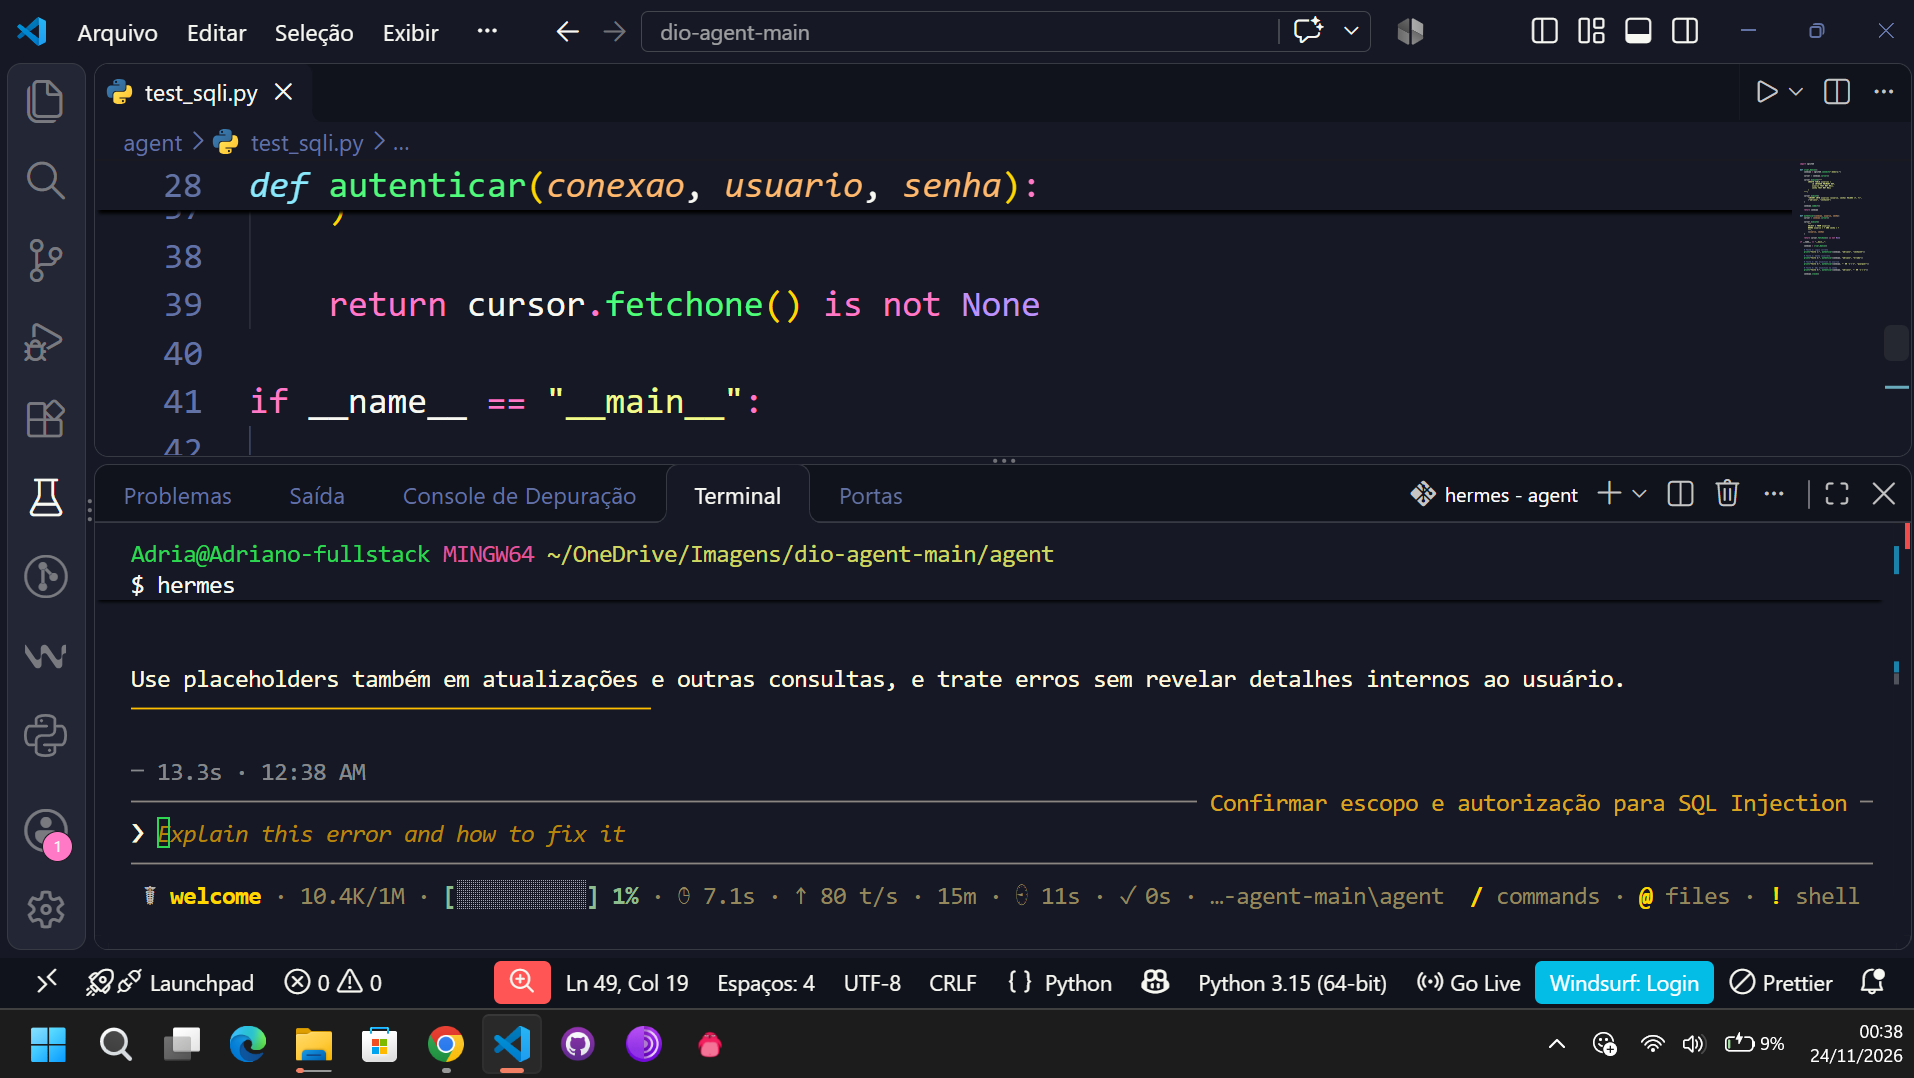 Arquivo Editar Seleção Exibir ··· dio-agent-main
test_sqli.py
agent > test_sqli.py > ...
28 def autenticar(conexao, usuario, senha):
37 )
38
39 return cursor.fetchone() is not None
40
41 if __name__ == "__main__":
42
Problemas Saída Console de Depuração Terminal Portas hermes - agent
Adria@Adriano-fullstack MINGW64 ~/OneDrive/Imagens/dio-agent-main/agent
$ hermes
Use placeholders também em atualizações e outras consultas, e trate erros sem revelar detalhes internos ao usuário.
— 13.3s · 12:38 AM
Confirmar escopo e autorização para SQL Injection —
❯ Explain this error and how to fix it
welcome · 10.4K/1M · [ ] 1% · 7.1s · ↑ 80 t/s · 15m · 11s · ✓ 0s · …-agent-main\agent / commands · @ files · ! shell
1
Launchpad 0 0 Ln 49, Col 19 Espaços: 4 UTF-8 CRLF { } Python Python 3.15 (64-bit) Go Live Windsurf: Login Prettier
9%
00:38
24/11/2026